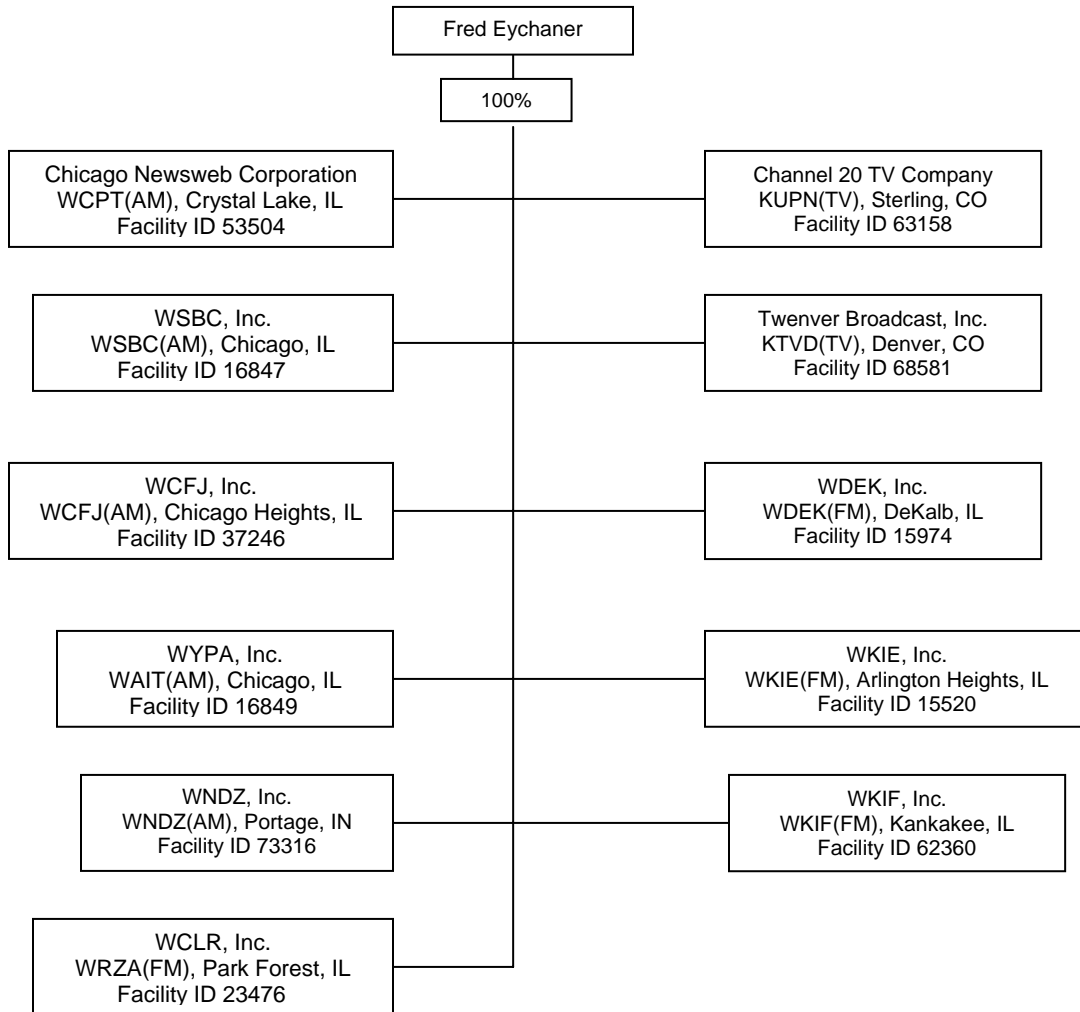 Fred Eychaner
100%
Chicago Newsweb Corporation
WCPT(AM), Crystal Lake, IL
Facility ID 53504
Channel 20 TV Company
KUPN(TV), Sterling, CO
Facility ID 63158
WSBC, Inc.
WSBC(AM), Chicago, IL
Facility ID 16847
Twenver Broadcast, Inc.
KTVD(TV), Denver, CO
Facility ID 68581
WCFJ, Inc.
WCFJ(AM), Chicago Heights, IL
Facility ID 37246
WDEK, Inc.
WDEK(FM), DeKalb, IL
Facility ID 15974
WYPA, Inc.
WAIT(AM), Chicago, IL
Facility ID 16849
WKIE, Inc.
WKIE(FM), Arlington Heights, IL
Facility ID 15520
WNDZ, Inc.
WNDZ(AM), Portage, IN
Facility ID 73316
WKIF, Inc.
WKIF(FM), Kankakee, IL
Facility ID 62360
WCLR, Inc.
WRZA(FM), Park Forest, IL
Facility ID 23476